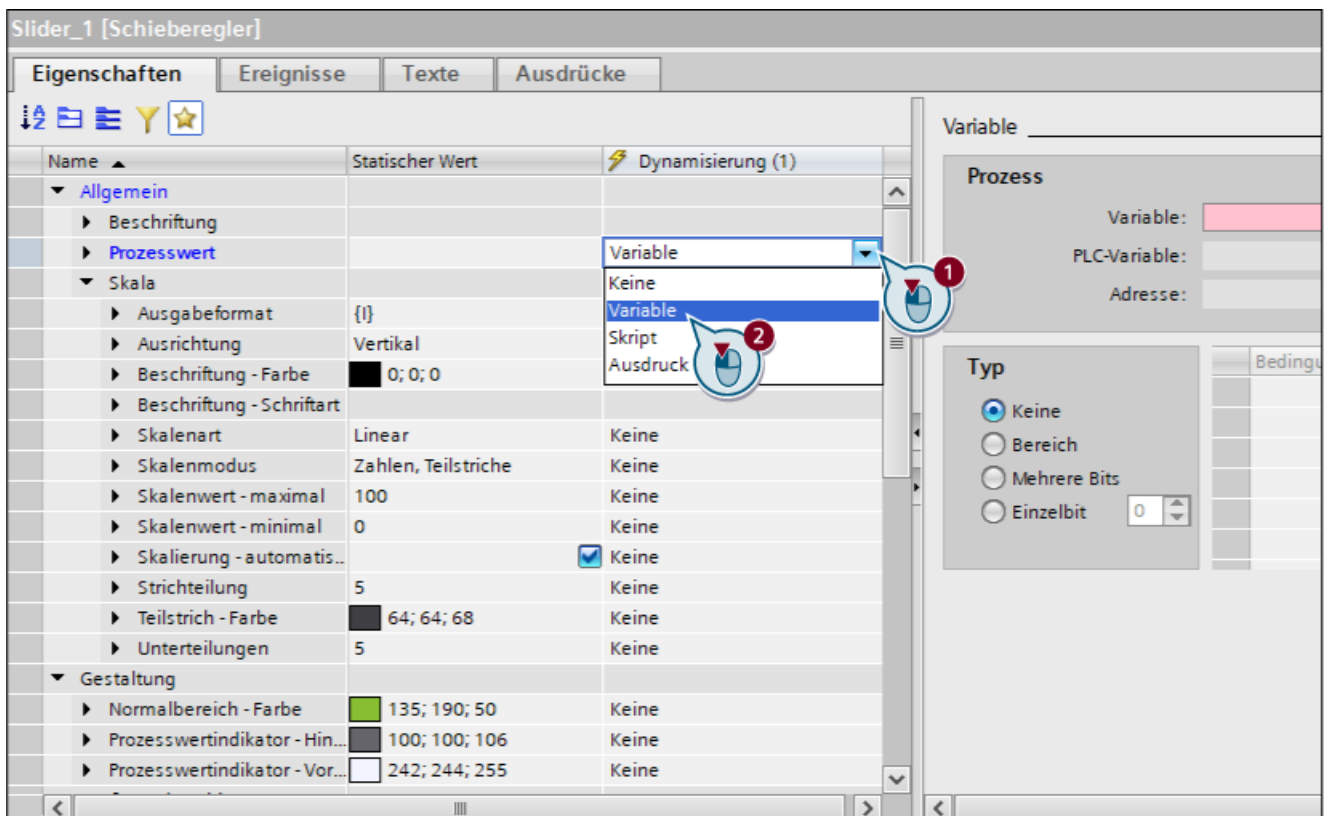 Slider_1 [Schieberegler]
Eigenschaften Ereignisse Texte Ausdrücke
Name Statischer Wert Dynamisierung (1)
Allgemein
Beschriftung
Prozesswert Variable
Skala Keine
Ausgabeformat {I} Variable
Ausrichtung Vertikal Skript
Beschriftung - Farbe 0; 0; 0 Ausdruck
Beschriftung - Schriftart
Skalenart Linear Keine
Skalenmodus Zahlen, Teilstriche Keine
Skalenwert - maximal 100 Keine
Skalenwert - minimal 0 Keine
Skalierung - automatis... Keine
Strichteilung 5 Keine
Teilstrich - Farbe 64; 64; 68 Keine
Unterteilungen 5 Keine
Gestaltung
Normalbereich - Farbe 135; 190; 50 Keine
Prozesswertindikator - Hin... 100; 100; 106 Keine
Prozesswertindikator - Vor... 242; 244; 255 Keine
1
2
Variable
Prozess
Variable:
PLC-Variable:
Adresse:
Typ
Keine
Bereich
Mehrere Bits
Einzelbit 0
Bedingu